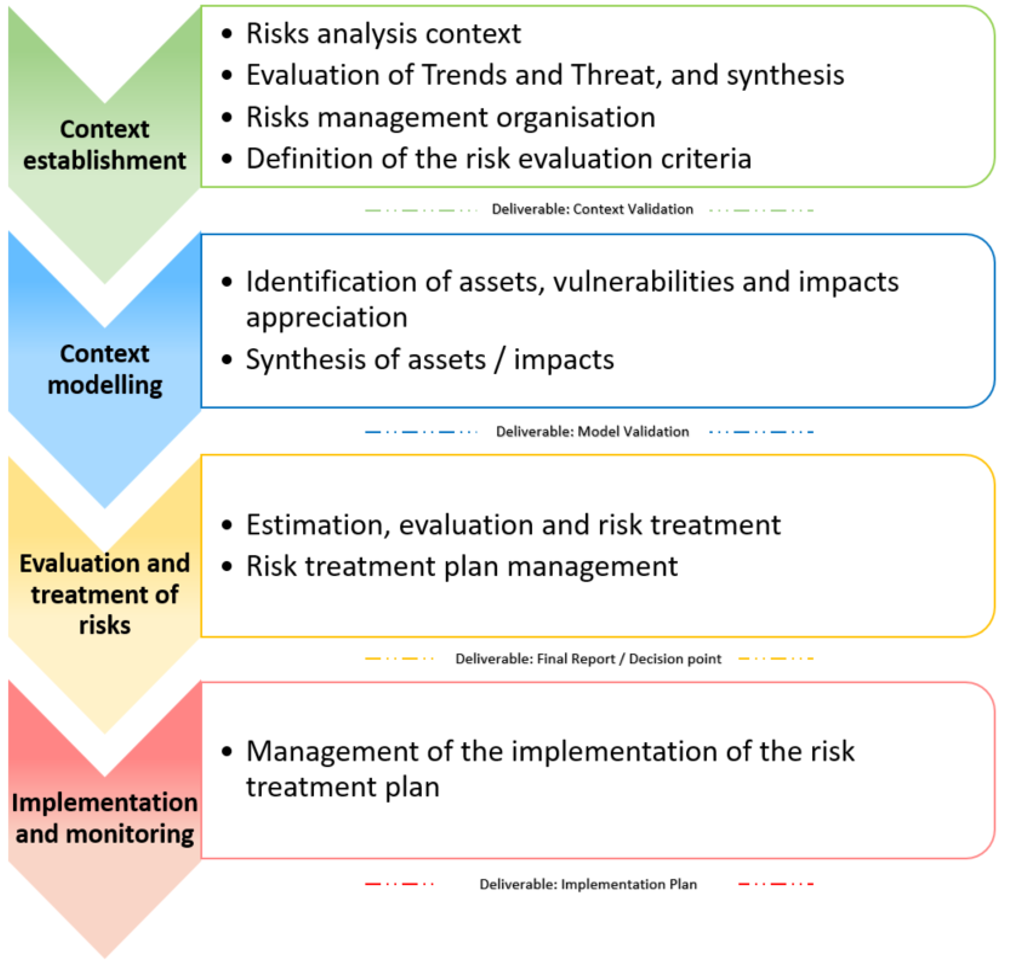 Context
establishment
• Risks analysis context
• Evaluation of Trends and Threat, and synthesis
• Risks management organisation
• Definition of the risk evaluation criteria
Deliverable: Context Validation
Context
modelling
• Identification of assets, vulnerabilities and impacts
appreciation
• Synthesis of assets / impacts
Deliverable: Model Validation
Evaluation and
treatment of
risks
• Estimation, evaluation and risk treatment
• Risk treatment plan management
Deliverable: Final Report / Decision point
Implementation
and monitoring
• Management of the implementation of the risk
treatment plan
Deliverable: Implementation Plan